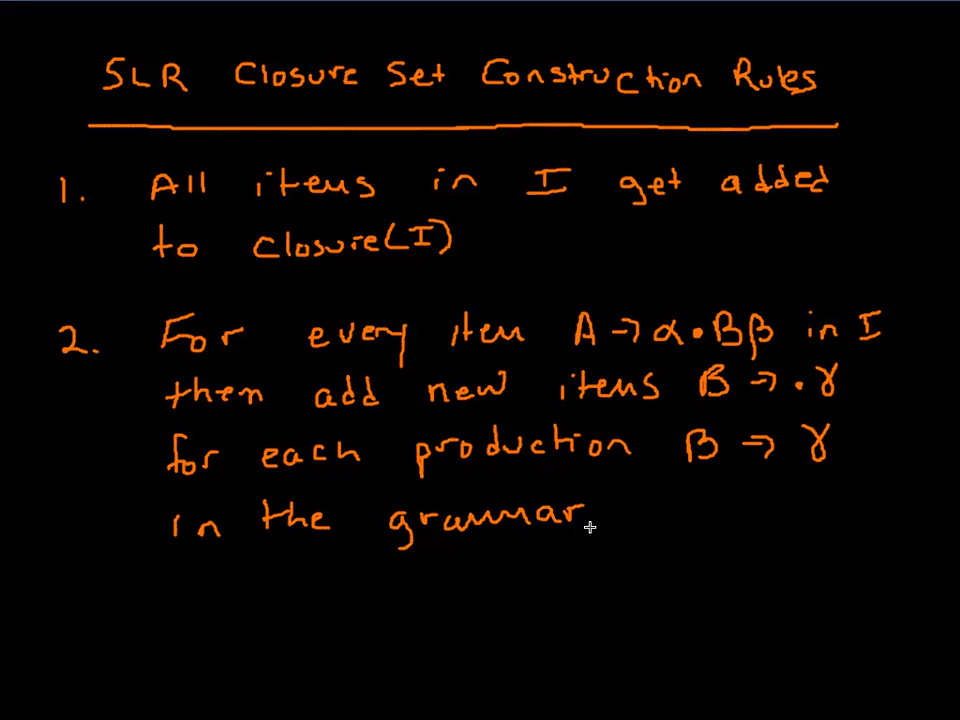 SLR Closure Set Construction Rules
1. All items in I get added
to closure(I)
2. For every item A → α•Bβ in I
then add new items B → •γ
for each production B → γ
in the grammar